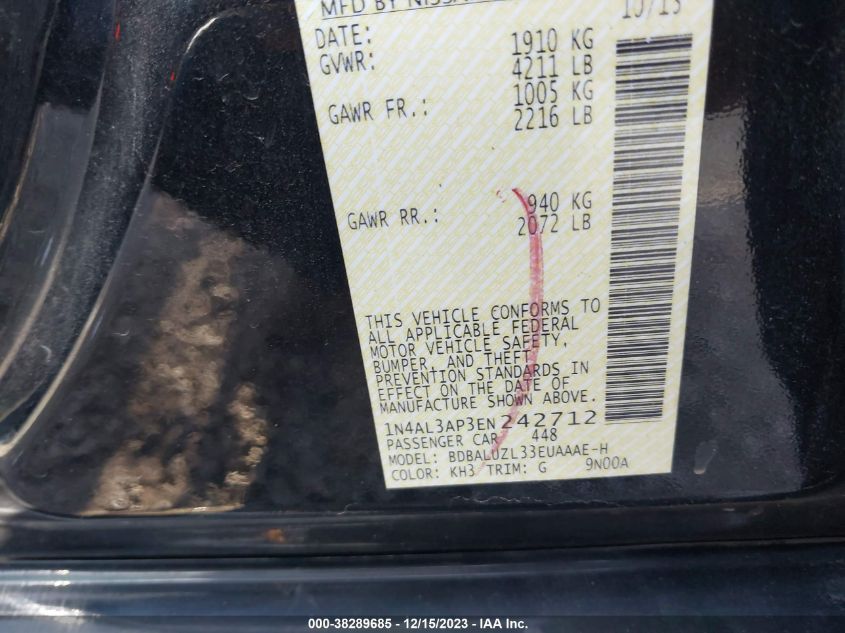 MFD BY NISSA
DATE: 10/13
GVWR: 1910 KG
4211 LB
GAWR FR.: 1005 KG
2216 LB
GAWR RR.: 940 KG
2072 LB
THIS VEHICLE CONFORMS TO
ALL APPLICABLE FEDERAL
MOTOR VEHICLE SAFETY,
BUMPER, AND THEFT
PREVENTION STANDARDS IN
EFFECT ON THE DATE OF
MANUFACTURE SHOWN ABOVE.
1N4AL3AP3EN242712
PASSENGER CAR 448
MODEL: BDBALUZL33EUAAAE-H
COLOR: KH3 TRIM: G 9N00A
000-38289685 - 12/15/2023 - IAA Inc.